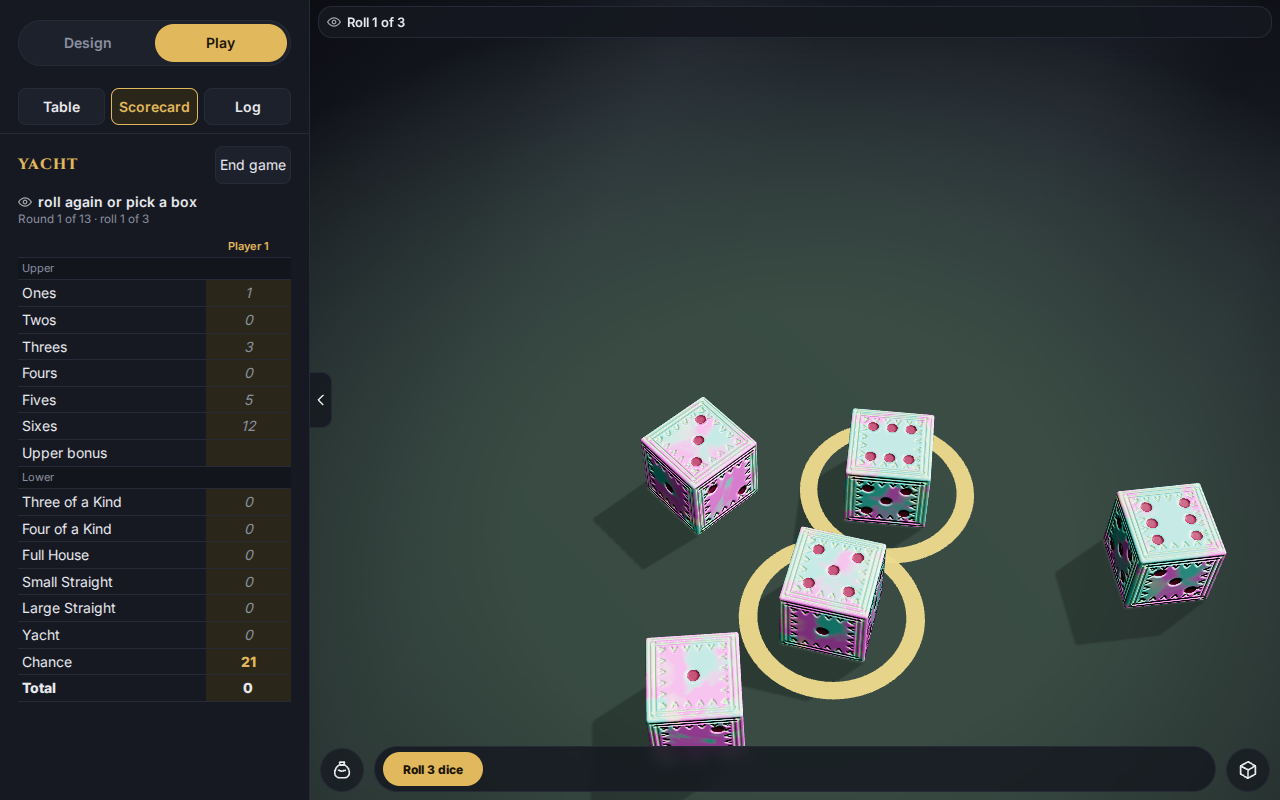 Design
Play
Table
Scorecard
Log
YACHT
End game
roll again or pick a box
Round 1 of 13 · roll 1 of 3
Player 1
Upper
Ones 1
Twos 0
Threes 3
Fours 0
Fives 5
Sixes 12
Upper bonus
Lower
Three of a Kind 0
Four of a Kind 0
Full House 0
Small Straight 0
Large Straight 0
Yacht 0
Chance 21
Total 0
Roll 1 of 3
Roll 3 dice